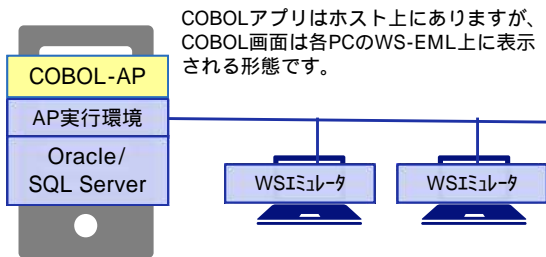 COBOLアプリはホスト上にありますが、
COBOL画面は各PCのWS-EML上に表示
される形態です。
COBOL-AP
AP実行環境
Oracle/
SQL Server
WSｴﾐｭﾚｰﾀ
WSｴﾐｭﾚｰﾀ